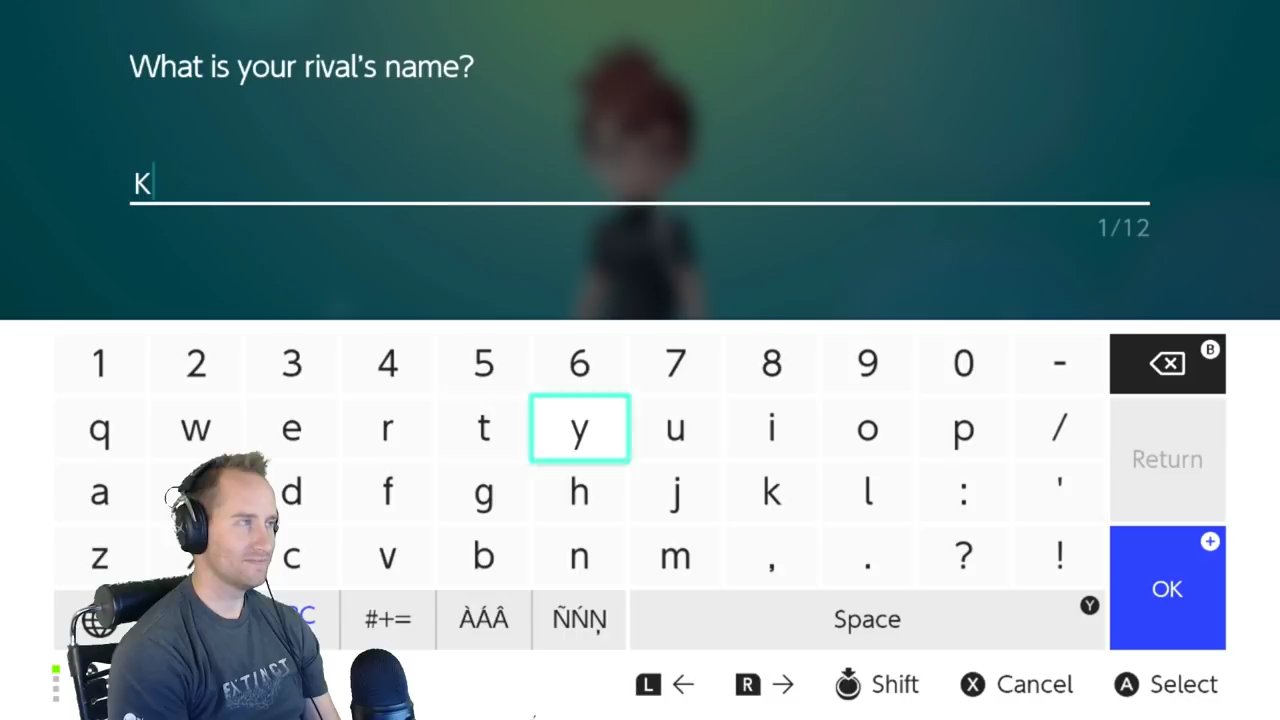 What is your rival's name?
K
1/12
1 2 3 4 5 6 7 8 9 0 - B
q w e r t y u i o p / Return
a d f g h j k l : '
z c v b n m , . ? ! + OK
#+= ÀÁÂ ÑŃŅ Space Y
L ← R → Shift X Cancel A Select
EXTINCT